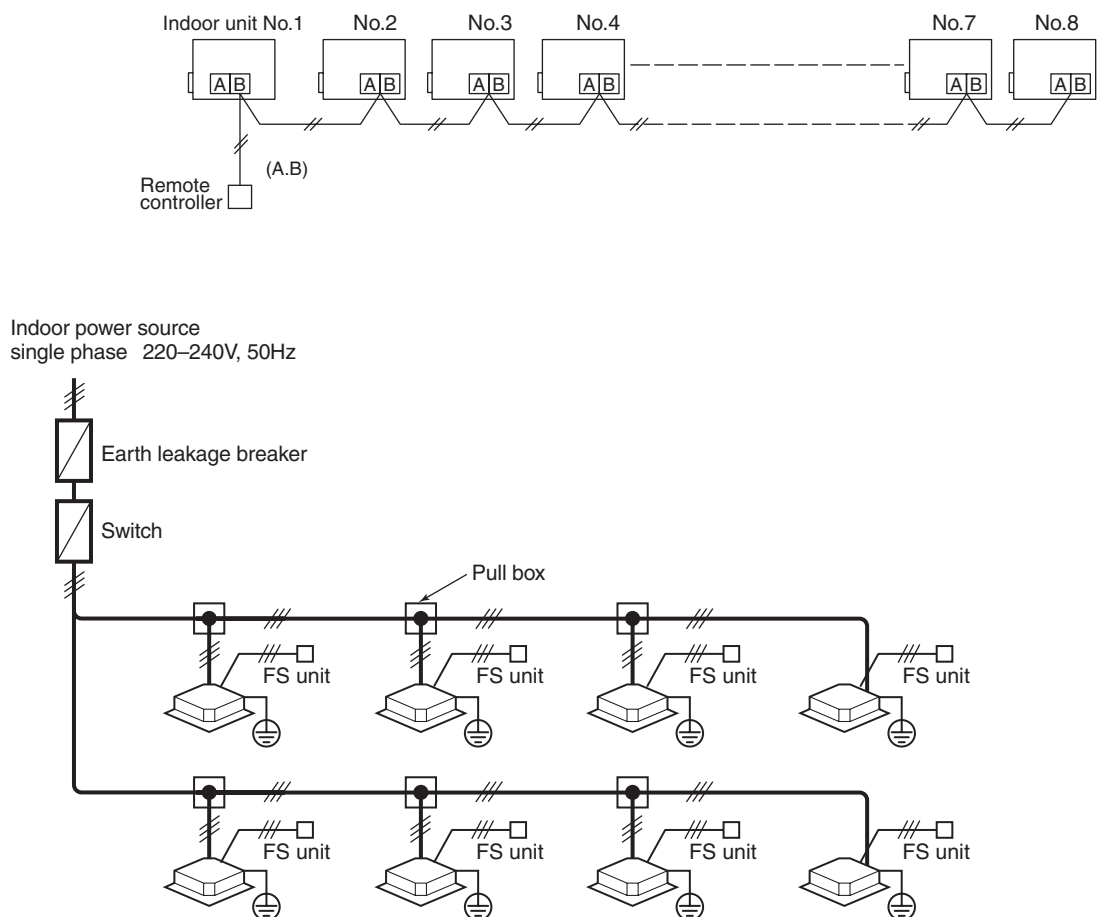 Indoor unit No.1 No.2 No.3 No.4 No.7 No.8
A B A B A B A B A B A B
(A.B)
Remote
controller
Indoor power source
single phase 220–240V, 50Hz
Earth leakage breaker
Switch
Pull box
FS unit FS unit FS unit FS unit
FS unit FS unit FS unit FS unit